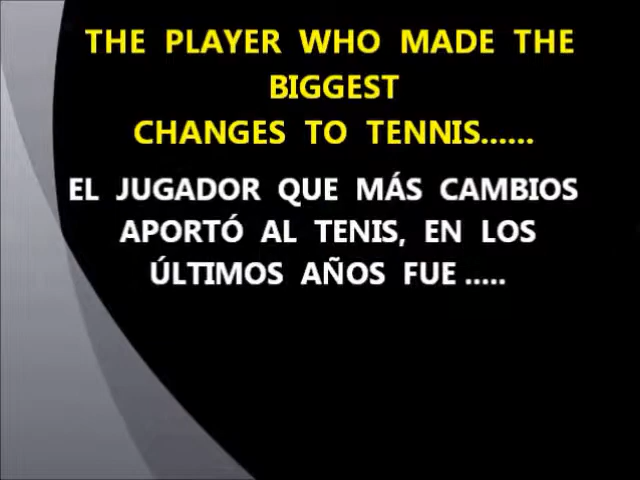 THE PLAYER WHO MADE THE
BIGGEST
CHANGES TO TENNIS......
EL JUGADOR QUE MÁS CAMBIOS
APORTÓ AL TENIS, EN LOS
ÚLTIMOS AÑOS FUE .....